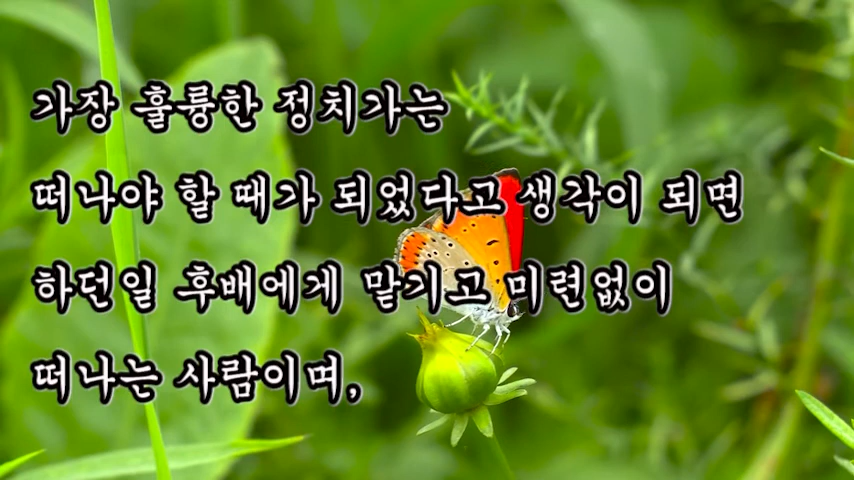 가장 훌륭한 정치가는
떠나야 할 때가 되었다고 생각이 되면
하던일 후배에게 맡기고 미련없이
떠나는 사람이며,